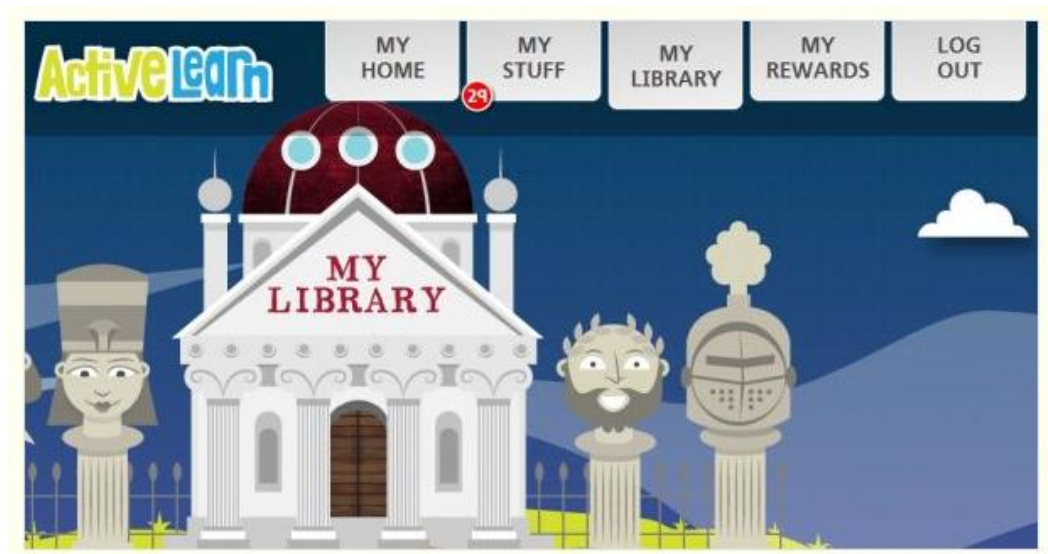 ActiveLearn
MY
HOME
MY
STUFF
29
MY
LIBRARY
MY
REWARDS
LOG
OUT
MY
LIBRARY